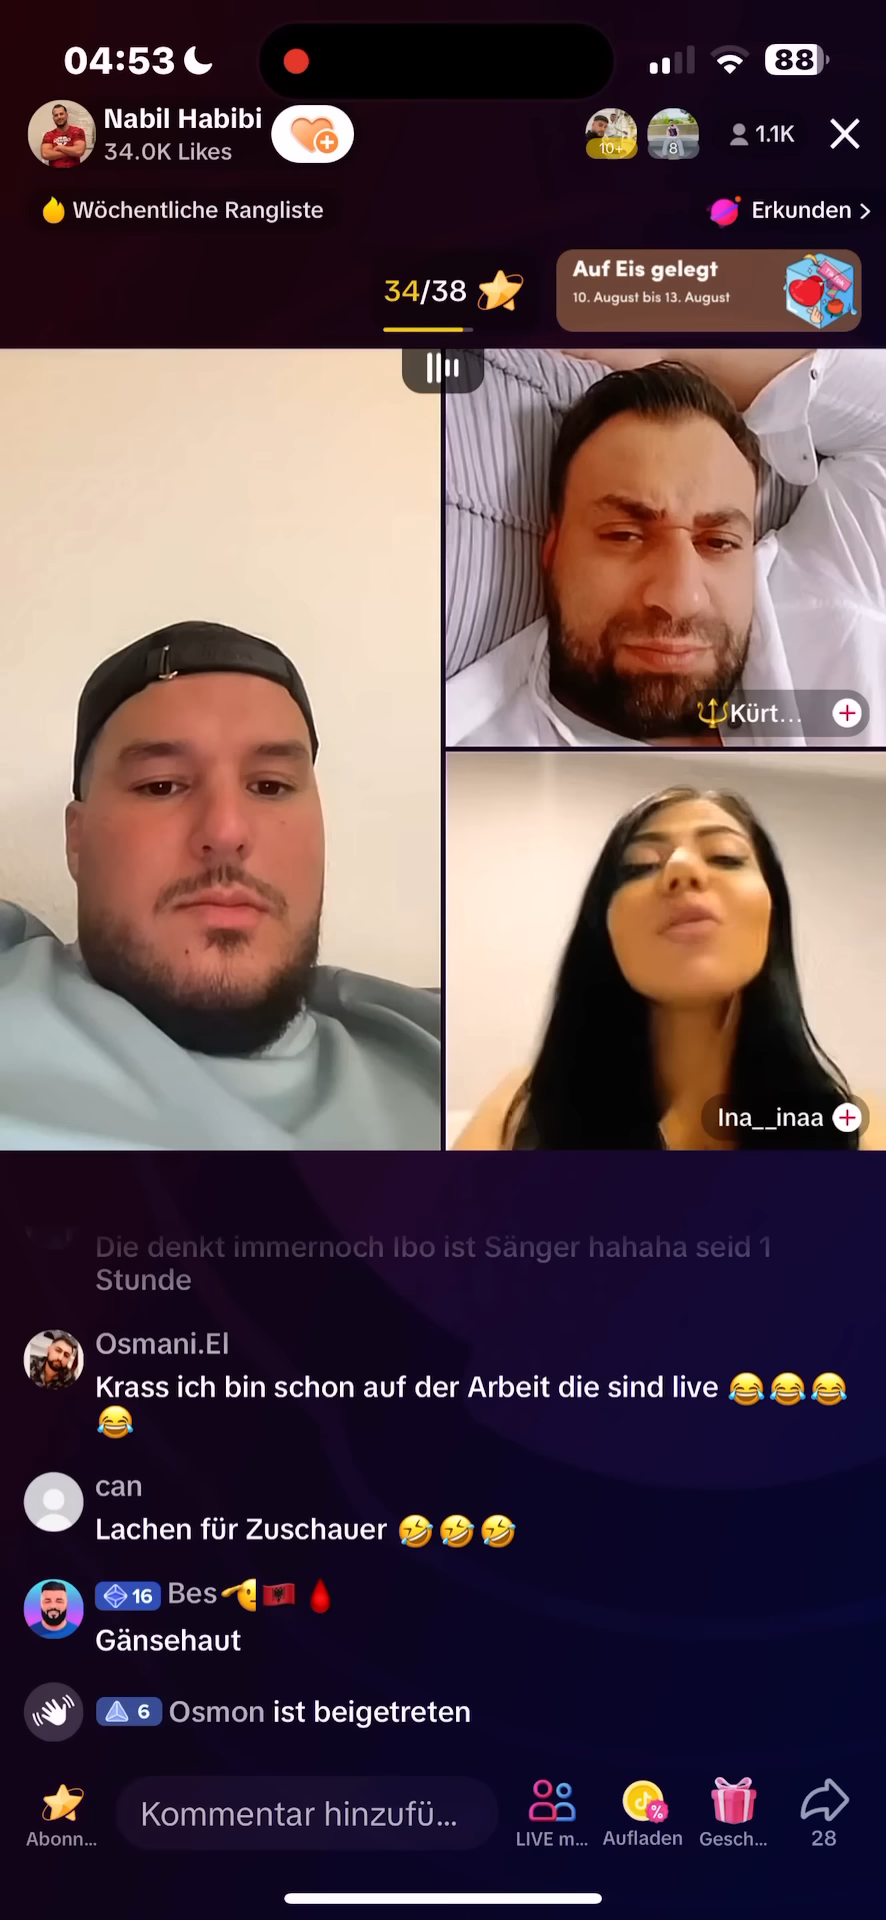 04:53
88
Nabil Habibi
34.0K Likes
10+
8
1.1K
Wöchentliche Rangliste
Erkunden >
34/38
Auf Eis gelegt
10. August bis 13. August
Kürt...
Ina__inaa
Die denkt immernoch Ibo ist Sänger hahaha seid 1
Stunde
Osmani.El
Krass ich bin schon auf der Arbeit die sind live 😂😂😂
😂
can
Lachen für Zuschauer 🤣🤣🤣
16 Bes🫡🇦🇱🩸
Gänsehaut
6 Osmon ist beigetreten
Abonn...
Kommentar hinzufü...
LIVE m...
Aufladen
Gesch...
28